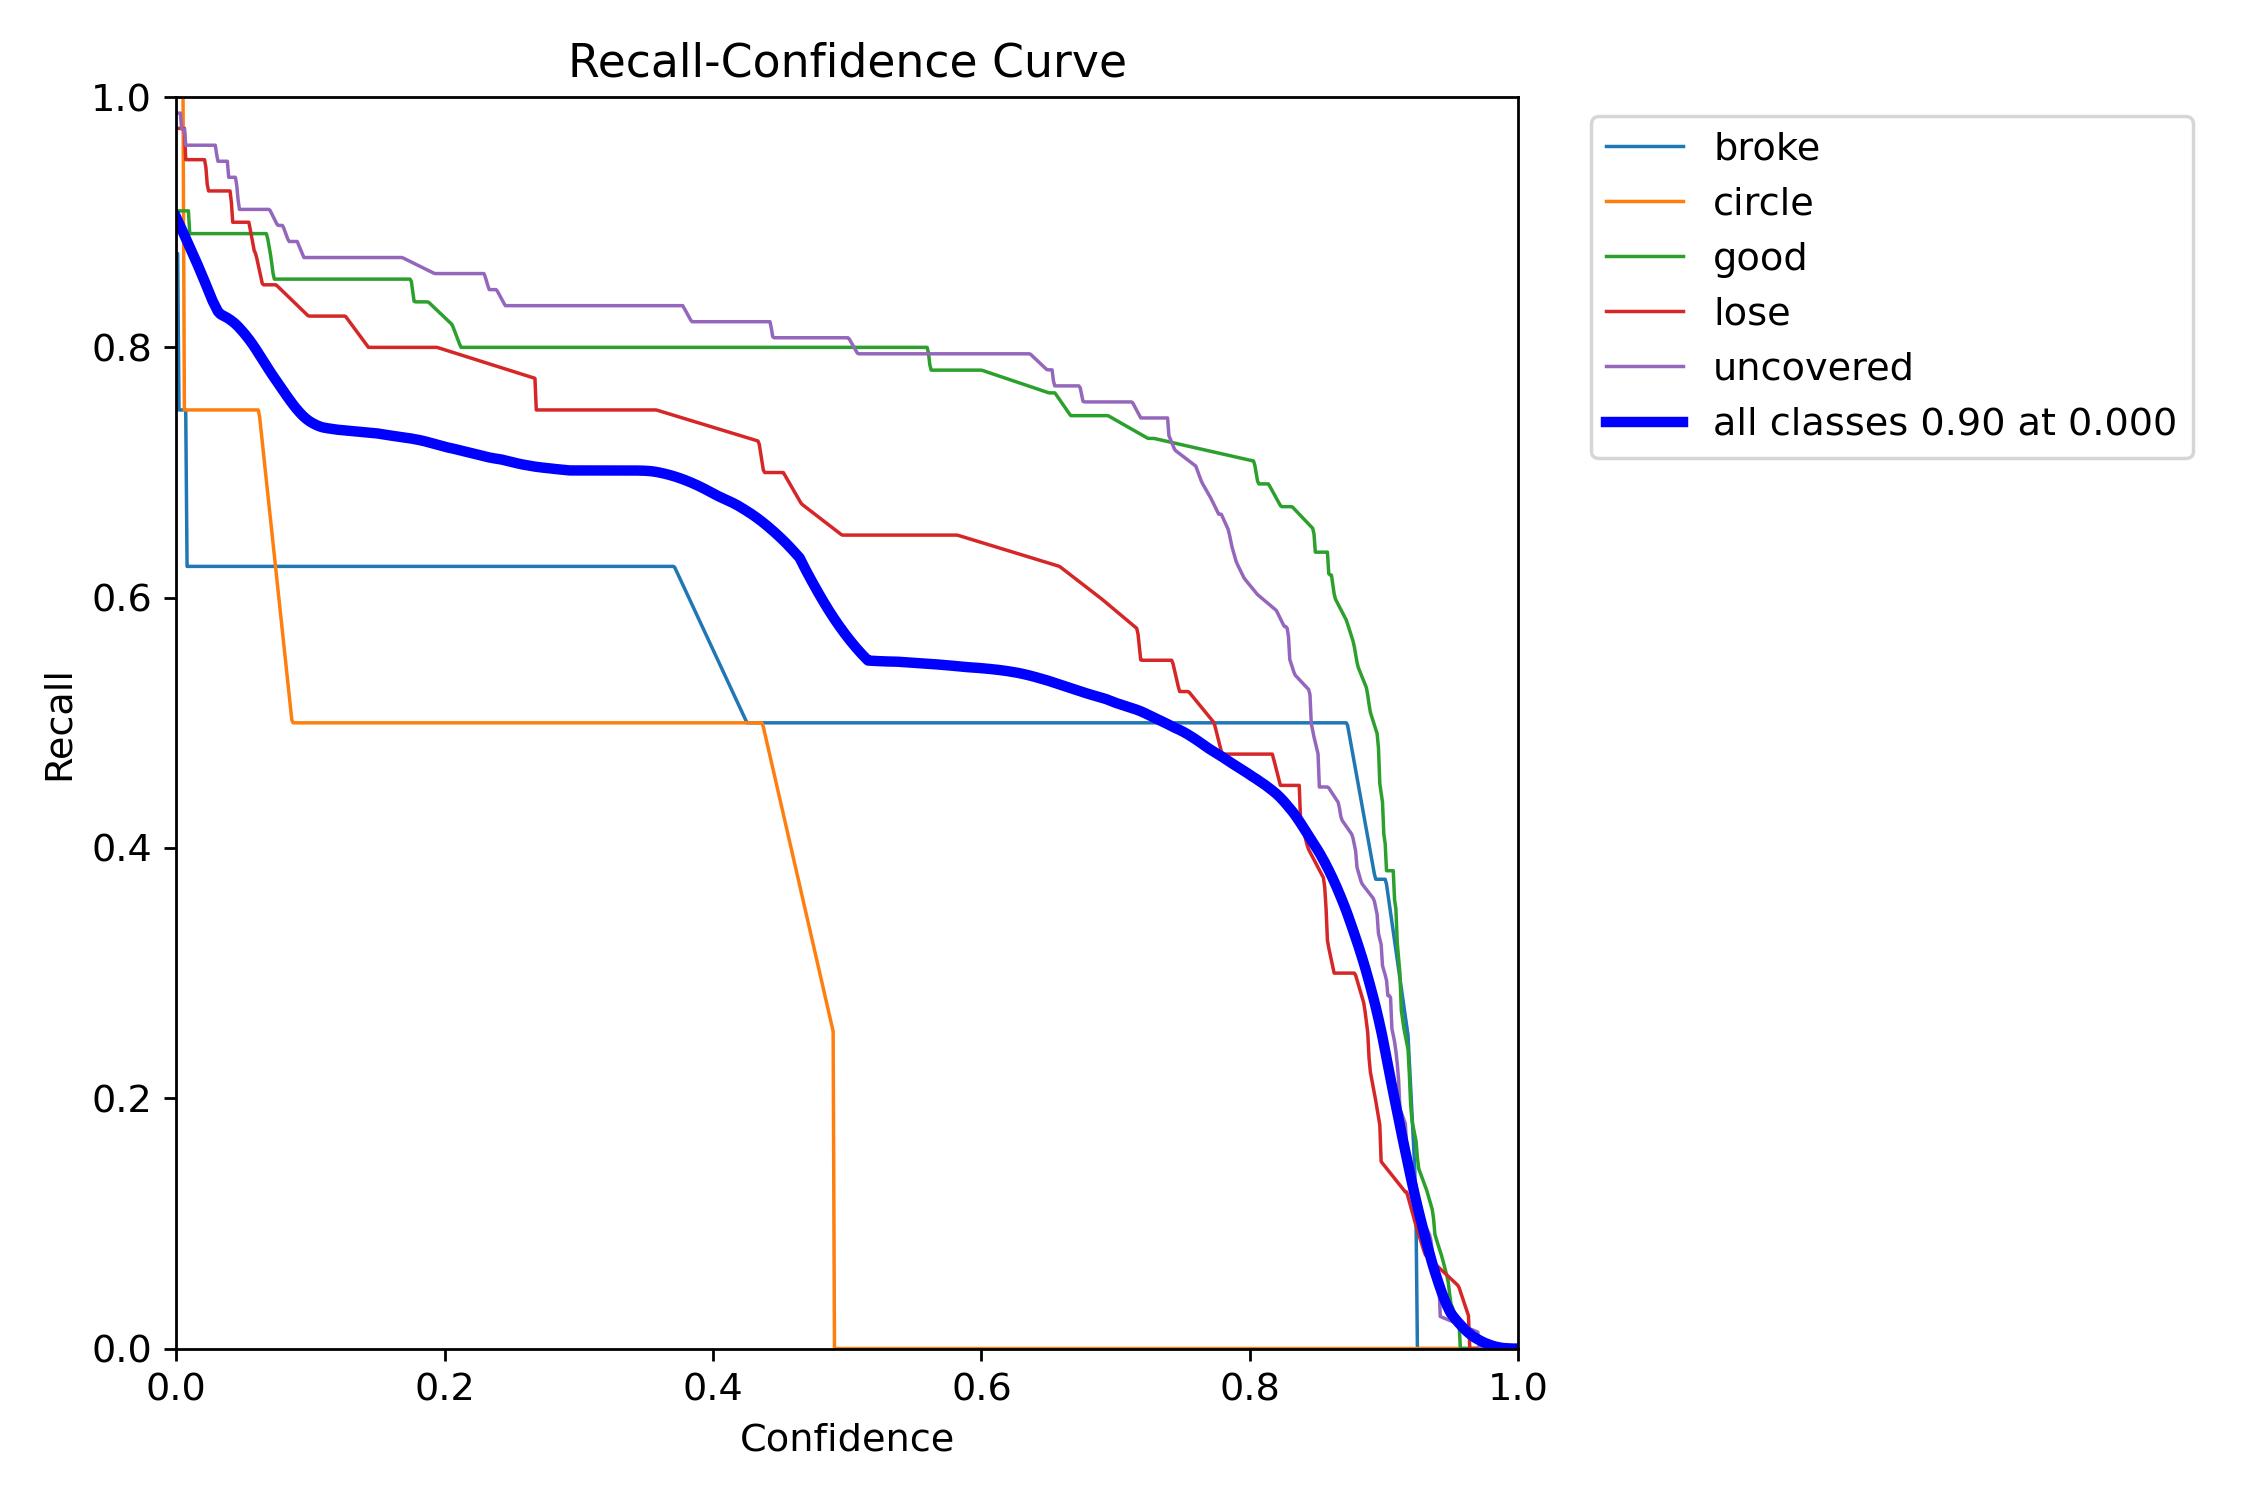 Recall-Confidence Curve
1.0
0.8
0.6
0.4
0.2
0.0
Recall
0.0 0.2 0.4 0.6 0.8 1.0
Confidence
broke
circle
good
lose
uncovered
all classes 0.90 at 0.000